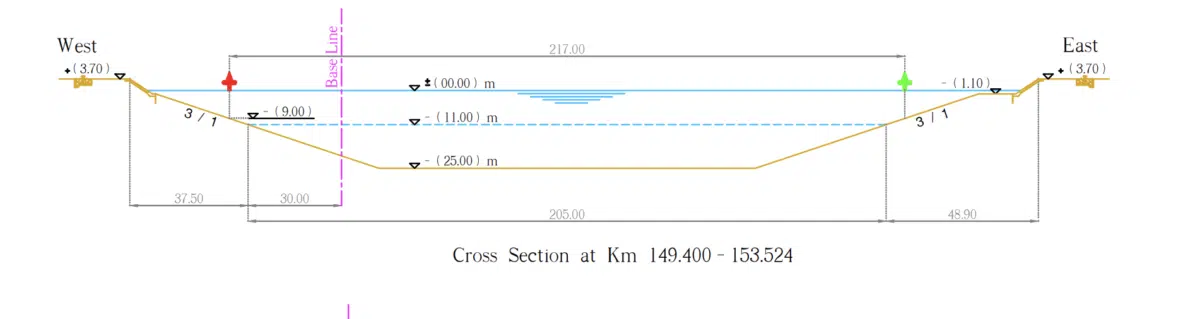 West
East
217.00
+(3.70)
+(3.70)
Base Line
±(00.00) m
-(1.10)
-(9.00)
3 / 1
-(11.00) m
3 / 1
-(25.00) m
37.50
30.00
205.00
48.90
Cross Section at Km 149.400 - 153.524